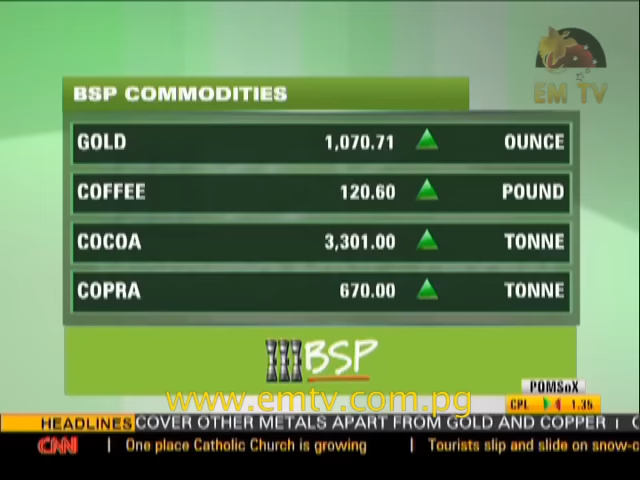 EM TV
BSP COMMODITIES
GOLD 1,070.71 OUNCE
COFFEE 120.60 POUND
COCOA 3,301.00 TONNE
COPRA 670.00 TONNE
BSP
www.emtv.com.pg
POMSoX
CPL 1.35
HEADLINES COVER OTHER METALS APART FROM GOLD AND COPPER | C
CNN | One place Catholic Church is growing | Tourists slip and slide on snow-c